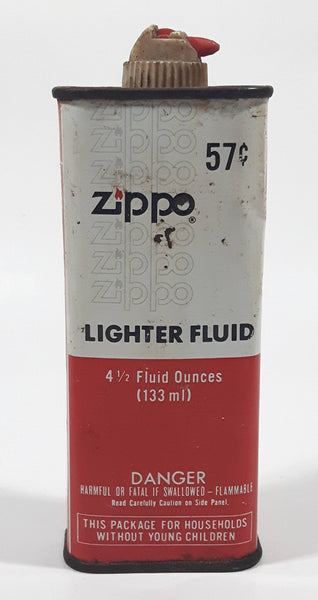 57¢
zippo®
LIGHTER FLUID
4 ½ Fluid Ounces
(133 ml)
DANGER
HARMFUL OR FATAL IF SWALLOWED – FLAMMABLE
Read Carefully Caution on Side Panel.
THIS PACKAGE FOR HOUSEHOLDS
WITHOUT YOUNG CHILDREN